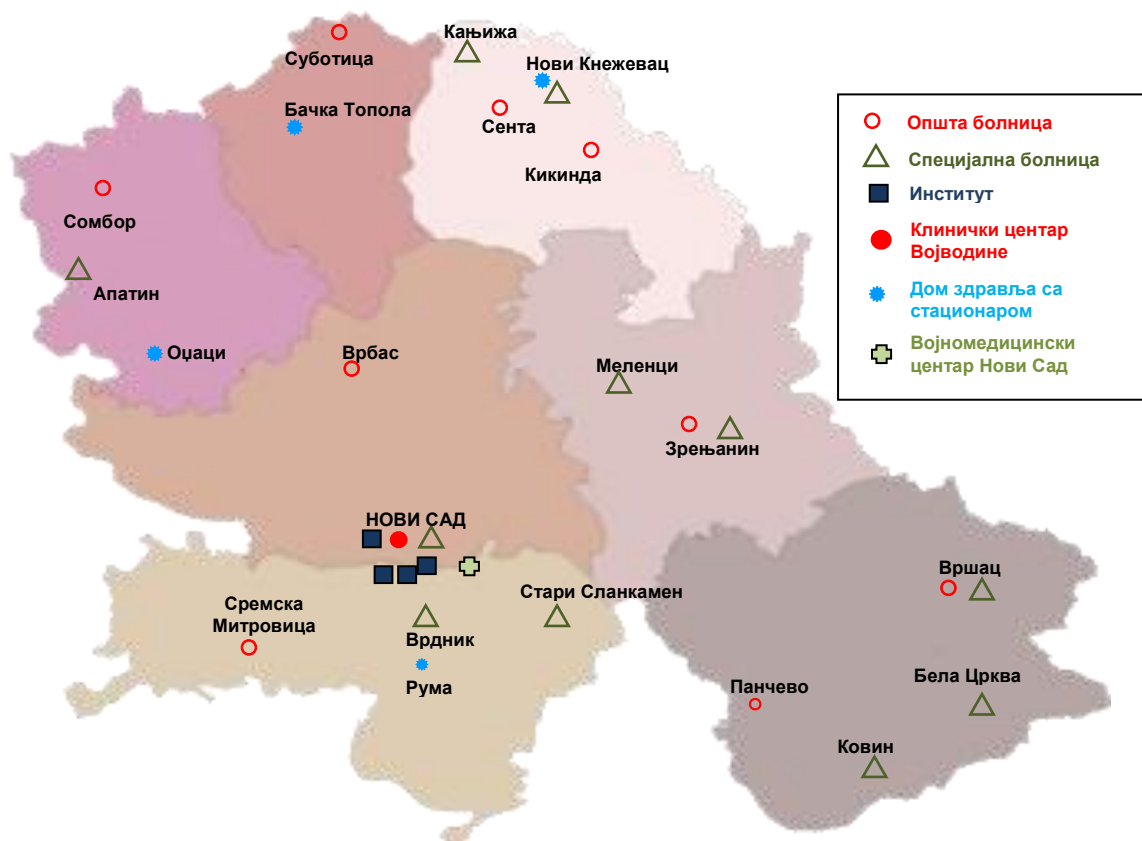 Суботица
Кањижа
Нови Кнежевац
Бачка Топола
Сента
Кикинда
Сомбор
Апатин
Оџаци
Врбас
Меленци
Зрењанин
НОВИ САД
Стари Сланкамен
Сремска
Митровица
Врдник
Рума
Вршац
Бела Црква
Панчево
Ковин
Општа болница
Специјална болница
Институт
Клинички центар
Војводине
Дом здравља са
стационаром
Војномедицински
центар Нови Сад